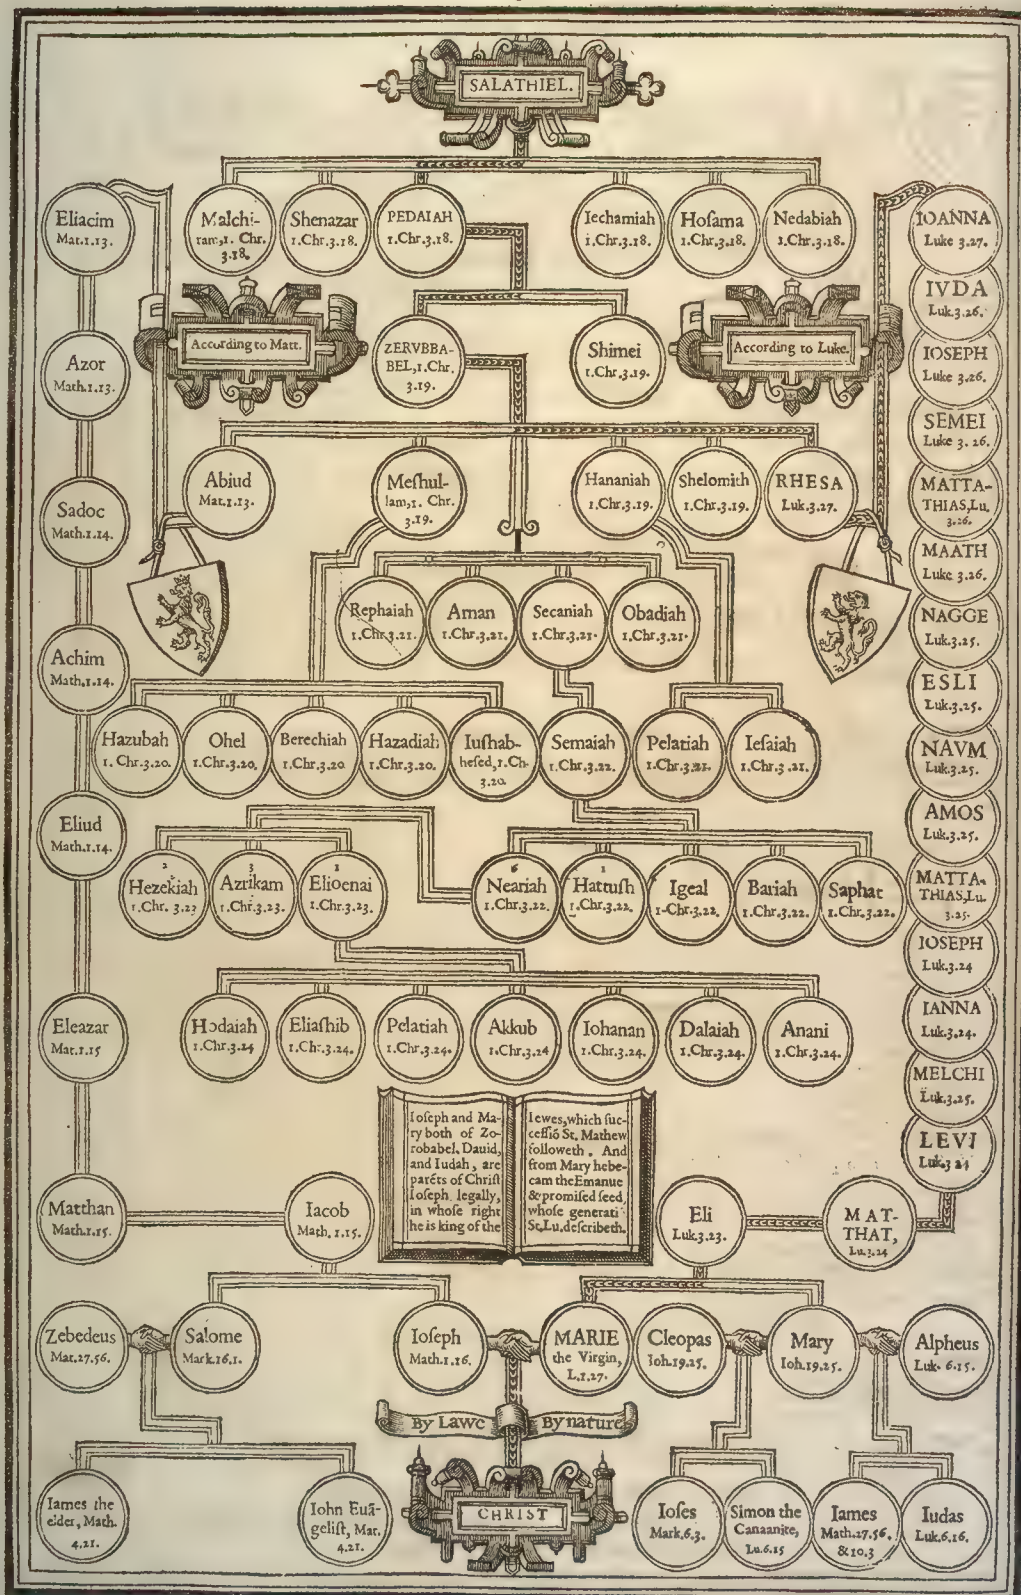 SALATHIEL.
Eliacim
Mat.1.13.
Malchi-
ram,1. Chr.
3.18.
Shenazar
1.Chr.3.18.
PEDAIAH
1.Chr.3.18.
Iechamiah
1.Chr.3.18.
Hoſama
1.Chr.3.18.
Nedabiah
1.Chr.3.18.
IOANNA
Luke 3.27.
IVDA
Luk.3.26.
According to Matt.
ZERVBBA-
BEL,1.Chr.
3.19.
Shimei
1.Chr.3.19.
According to Luke.
Azor
Math.1.13.
IOSEPH
Luke 3.26.
SEMEI
Luke 3. 26.
Abiud
Mat.1.13.
Meſhul-
lam,1. Chr.
3.19.
Hananiah
1.Chr.3.19.
Shelomith
1.Chr.3.19.
RHESA
Luk.3.27.
MATTA-
THIAS,Lu.
3.26.
Sadoc
Math.1.14.
MAATH
Luke 3.26.
Rephaiah
1.Chr.3.21.
Arnan
1.Chr.3.21.
Secaniah
1.Chr.3.21.
Obadiah
1.Chr.3.21.
NAGGE
Luk.3.25.
Achim
Math.1.14.
ESLI
Luk.3.25.
Hazubah
1. Chr.3.20.
Ohel
1.Chr.3.20.
Berechiah
1.Chr.3.20
Hazadiah
1.Chr.3.20.
Iuſhab-
heſed,1.Ch.
3.20.
Semaiah
1.Chr.3.22.
Pelatiah
1.Chr.3.21.
Ieſaiah
1.Chr.3.21.
NAVM
Luk.3.25.
Eliud
Math.1.14.
AMOS
Luk.3.25.
2
Hezekiah
1.Chr. 3.23
3
Azrikam
1.Chr.3.23.
1
Elioenai
1.Chr.3.23.
6
Neariah
1.Chr.3.22.
1
Hattuſh
1.Chr.3.22.
Igeal
1.Chr.3.22.
Bariah
1.Chr.3.22.
Saphat
1.Chr.3.22.
MATTA-
THIAS,Lu.
3.25.
IOSEPH
Luk.3.24
Eleazar
Mat.1.15
Hodaiah
1.Chr.3.24
Eliaſhib
1.Chr.3.24.
Pelatiah
1.Chr.3.24.
Akkub
1.Chr.3.24
Iohanan
1.Chr.3.24.
Dalaiah
1.Chr.3.24.
Anani
1.Chr.3.24.
IANNA
Luk.3.24.
MELCHI
Luk.3.25.
LEVI
Luk.3 24
Ioſeph and Ma-
ry both of Zo-
robabel, Dauid,
and Iudah, are
parẽts of Chriſt
Ioſeph legally,
in whoſe right
he is king of the
Iewes,which ſuc-
ceſſiõ St. Mathew
followeth . And
from Mary hebe-
cam theEmanue
&promiſed ſeed,
whoſe generati
St.Lu.deſcribeth.
Matthan
Math.1.15.
Iacob
Math. 1.15.
Eli
Luk.3.23.
MAT-
THAT,
Lu.3.24
Zebedeus
Mat.27.56.
Salome
Mark.16.1.
Ioſeph
Math.1.16.
MARIE
the Virgin,
L.1.27.
Cleopas
Ioh.19.25.
Mary
Ioh.19.25.
Alpheus
Luk. 6.15.
By Lawe
By nature
Iames the
elder, Math.
4.21.
Iohn Euã-
geliſt, Mat.
4.21.
CHRIST
Ioſes
Mark.6.3.
Simon the
Canaanite,
Lu.6.15
Iames
Math.27.56.
&10.3
Iudas
Luk.6.16.